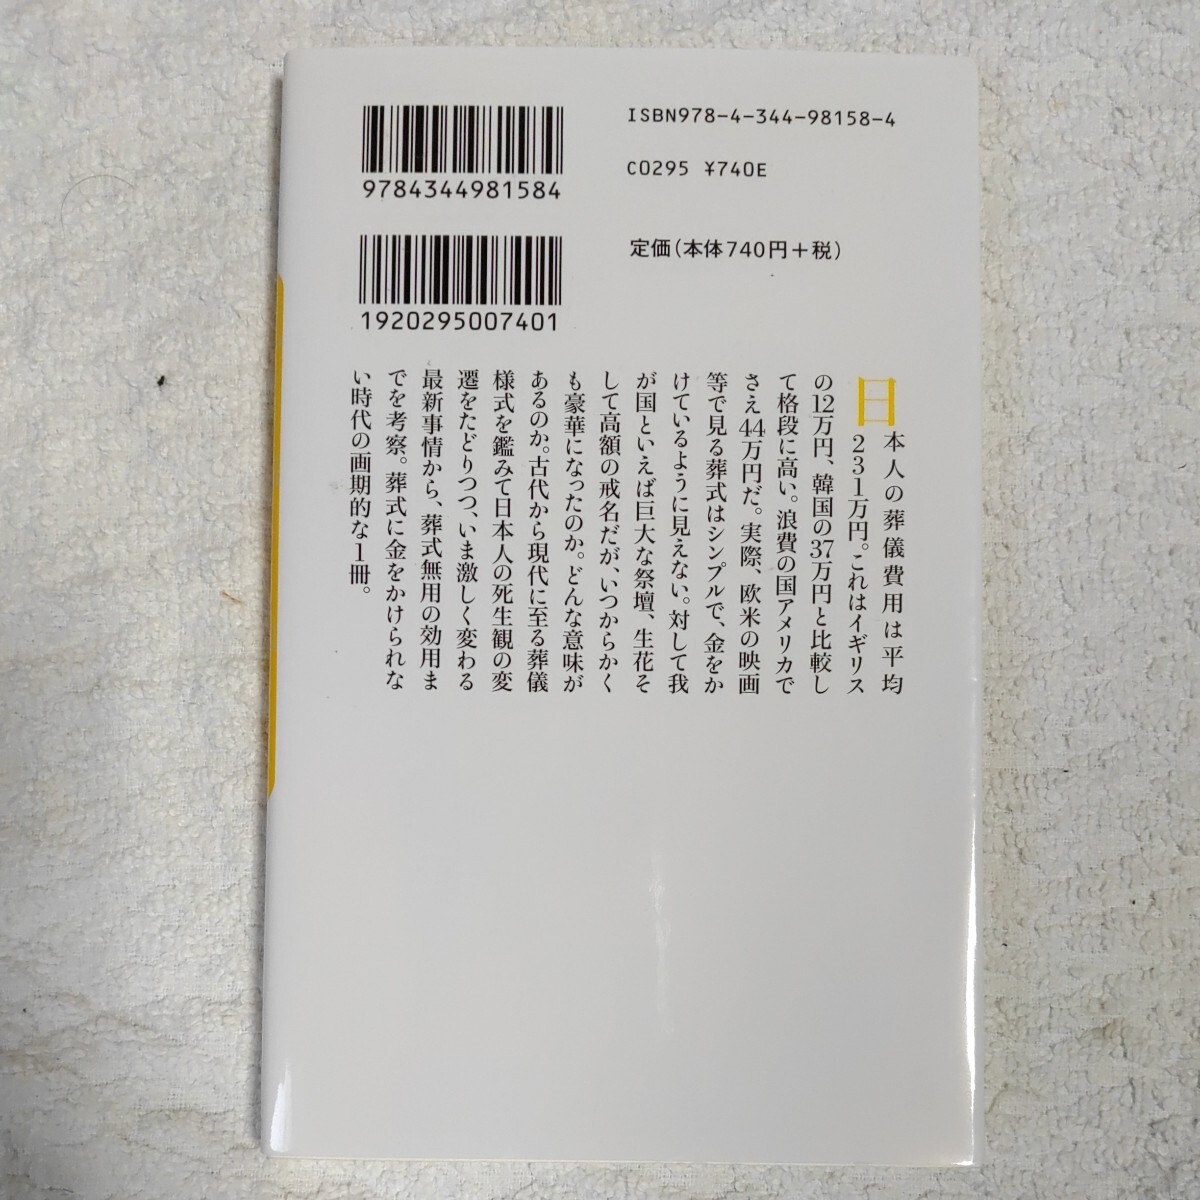 ISBN978-4-344-98158-4
9784344981584
C0295 ¥740E
定価(本体740円+税)
1920295007401
日本人の葬儀費用は平均
231万円。これはイギリス
の12万円、韓国の37万円と比較し
て格段に高い。浪費の国アメリカで
さえ44万円だ。実際、欧米の映画
等で見る葬式はシンプルで、金をか
けているように見えない。対して我
が国といえば巨大な祭壇、生花そ
して高額の戒名だが、いつからかく
も豪華になったのか。どんな意味が
あるのか。古代から現代に至る葬儀
様式を鑑みて日本人の死生観の変
遷をたどりつつ、いま激しく変わる
最新事情から、葬式無用の効用ま
でを考察。葬式に金をかけられな
い時代の画期的な1冊。